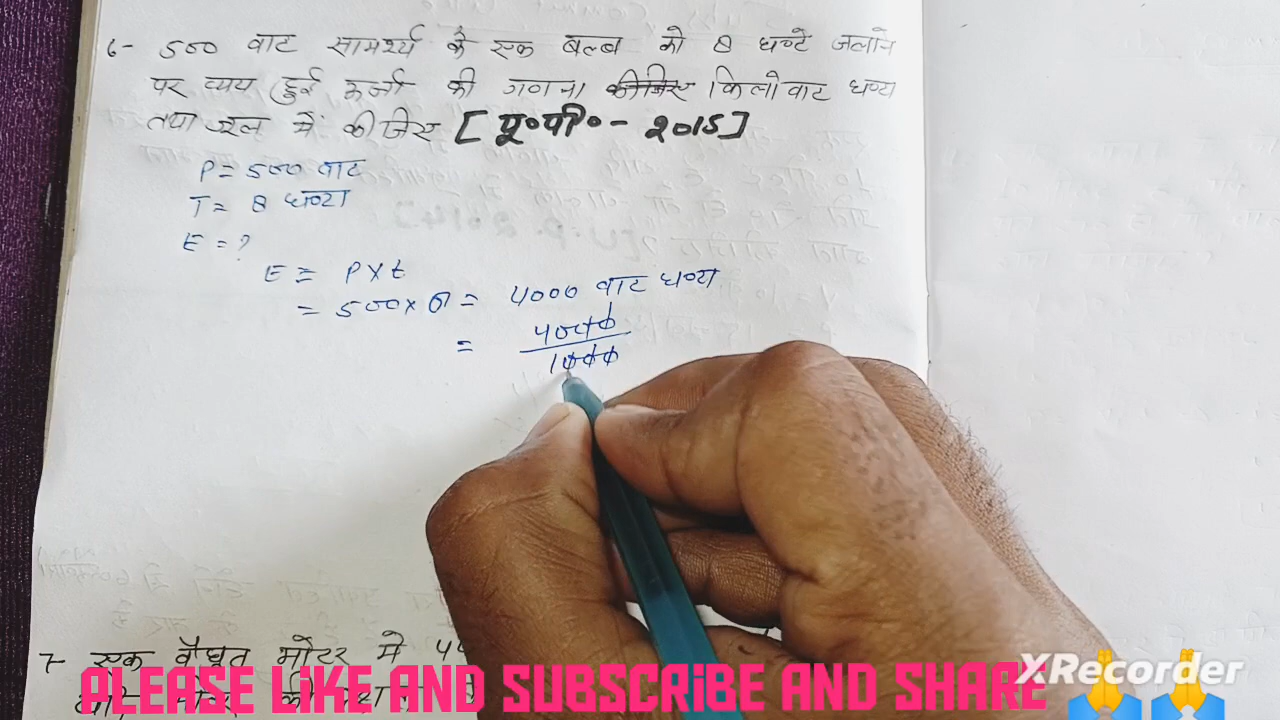 6- 500 वाट सामर्थ्य के एक बल्ब को 8 घण्टे जलाने
पर व्यय हुई ऊर्जा की गणना कीजिए किलोवाट घण्टा
तथा जूल में कीजिए [यू०पी०- 2015]
P = 500 वाट
T = 8 घण्टा
E = ?
E = P x t
= 500 x 8 = 4000 वाट घण्टा
= 4000
1000
7- एक वैद्युत मोटर में
PLEASE LIKE AND SUBSCRIBE AND SHARE
XRecorder